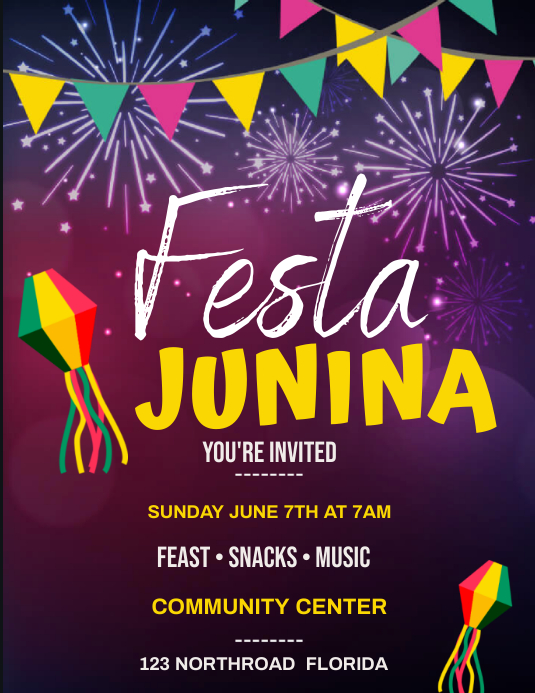 Festa
JUNINA
YOU'RE INVITED
--------
SUNDAY JUNE 7TH AT 7AM
FEAST • SNACKS • MUSIC
COMMUNITY CENTER
--------
123 NORTHROAD  FLORIDA